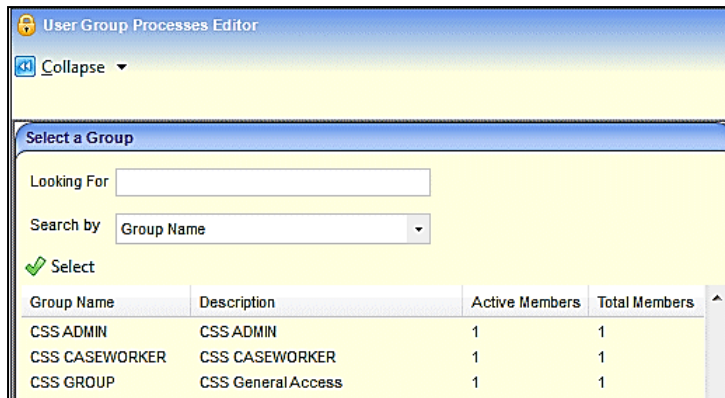 User Group Processes Editor
Collapse
Select a Group
Looking For
Search by Group Name
Select
Group Name Description Active Members Total Members
CSS ADMIN CSS ADMIN 1 1
CSS CASEWORKER CSS CASEWORKER 1 1
CSS GROUP CSS General Access 1 1